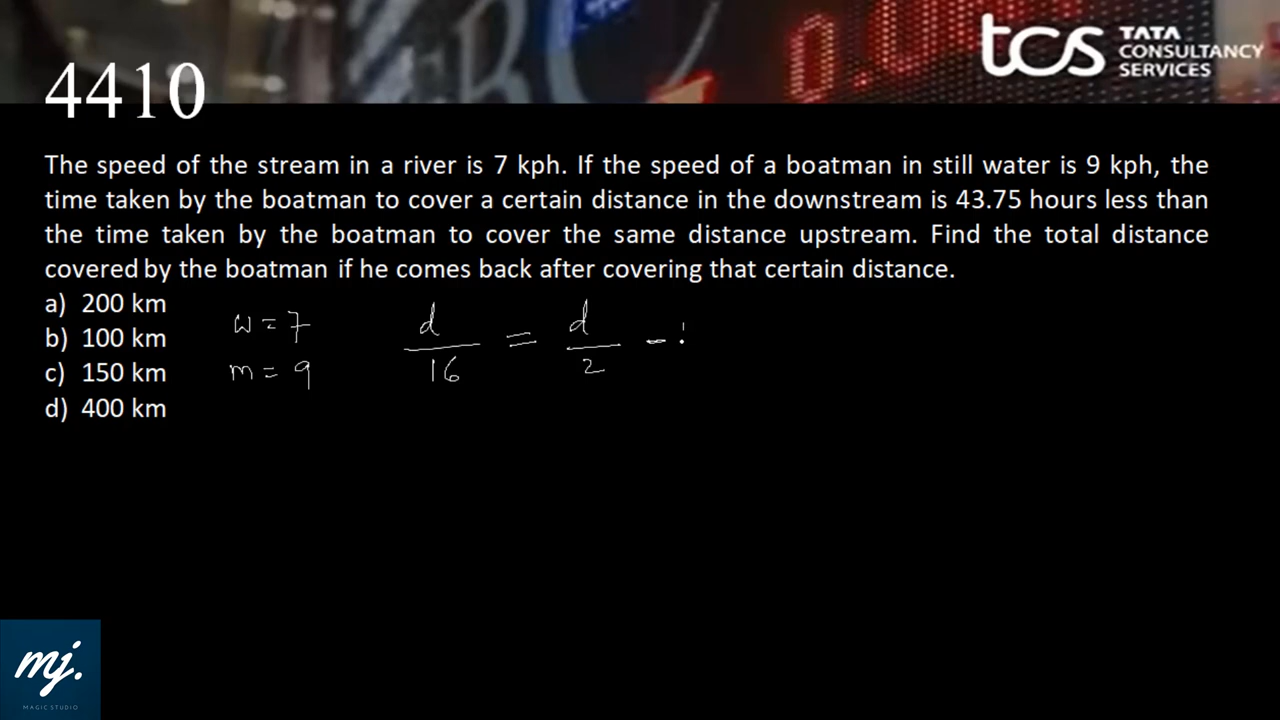 tcs TATA
CONSULTANCY
SERVICES
4410
The speed of the stream in a river is 7 kph. If the speed of a boatman in still water is 9 kph, the
time taken by the boatman to cover a certain distance in the downstream is 43.75 hours less than
the time taken by the boatman to cover the same distance upstream. Find the total distance
covered by the boatman if he comes back after covering that certain distance.
a) 200 km
b) 100 km
c) 150 km
d) 400 km
w = 7
m = 9
d/16 = d/2 -
mj.
MAGIC STUDIO